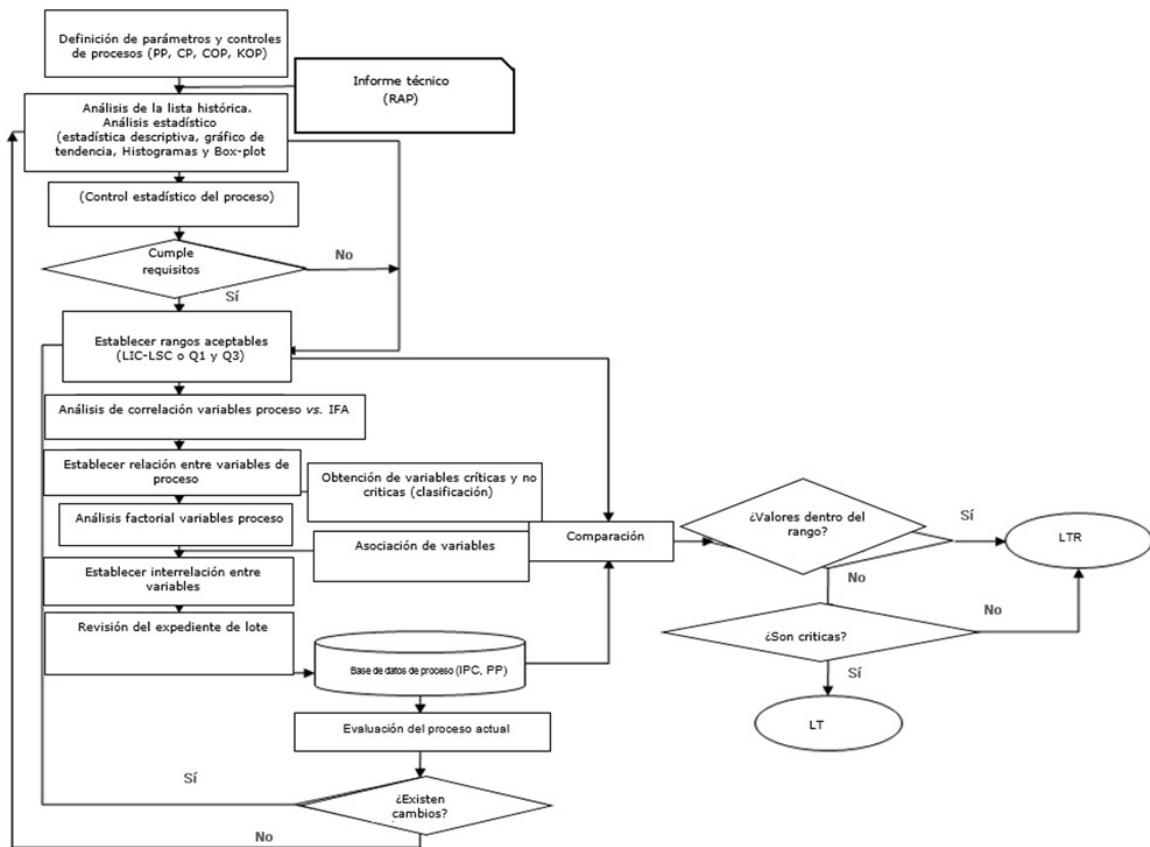 Definición de parámetros y controles
de procesos (PP, CP, COP, KOP)
Informe técnico
(RAP)
Análisis de la lista histórica.
Análisis estadístico
(estadística descriptiva, gráfico de
tendencia, Histogramas y Box-plot
(Control estadístico del proceso)
Cumple
requisitos
No
Sí
Establecer rangos aceptables
(LIC-LSC o Q1 y Q3)
Análisis de correlación variables proceso vs. IFA
Establecer relación entre variables de
proceso
Obtención de variables críticas y no
criticas (clasificación)
Análisis factorial variables proceso
Asociación de variables
Comparación
¿Valores dentro del
rango?
Sí
LTR
No
Establecer interrelación entre
variables
Revisión del expediente de lote
¿Son criticas?
No
Sí
LT
Base de datos de proceso (IPC, PP)
Evaluación del proceso actual
Sí
¿Existen
cambios?
No